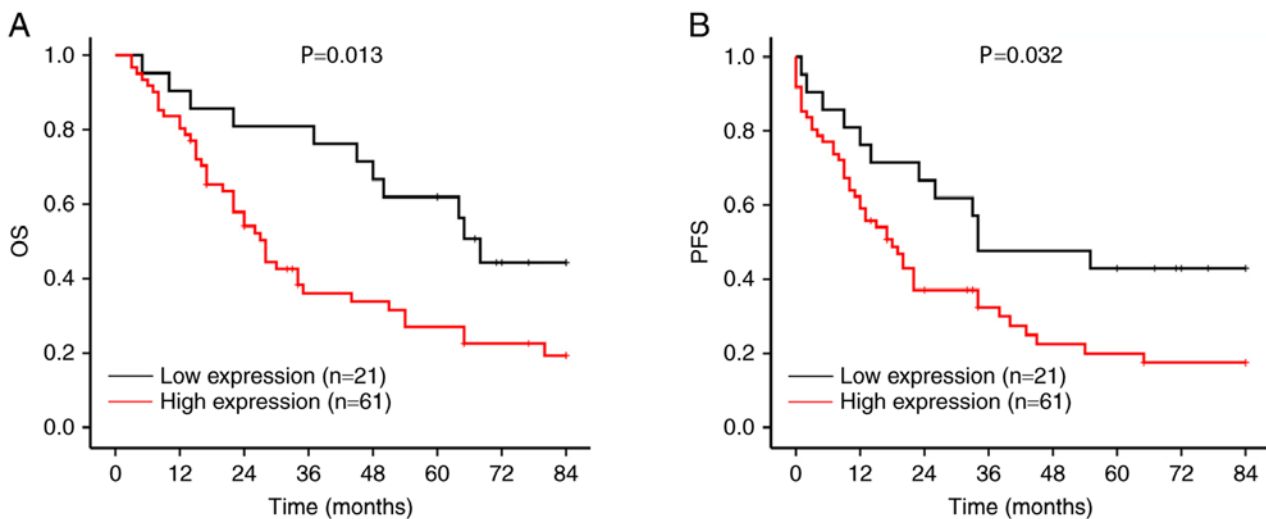 A
P=0.013
1.0
0.8
0.6
0.4
0.2
0.0
OS
Low expression (n=21)
High expression (n=61)
0 12 24 36 48 60 72 84
Time (months)
B
P=0.032
1.0
0.8
0.6
0.4
0.2
0.0
PFS
Low expression (n=21)
High expression (n=61)
0 12 24 36 48 60 72 84
Time (months)